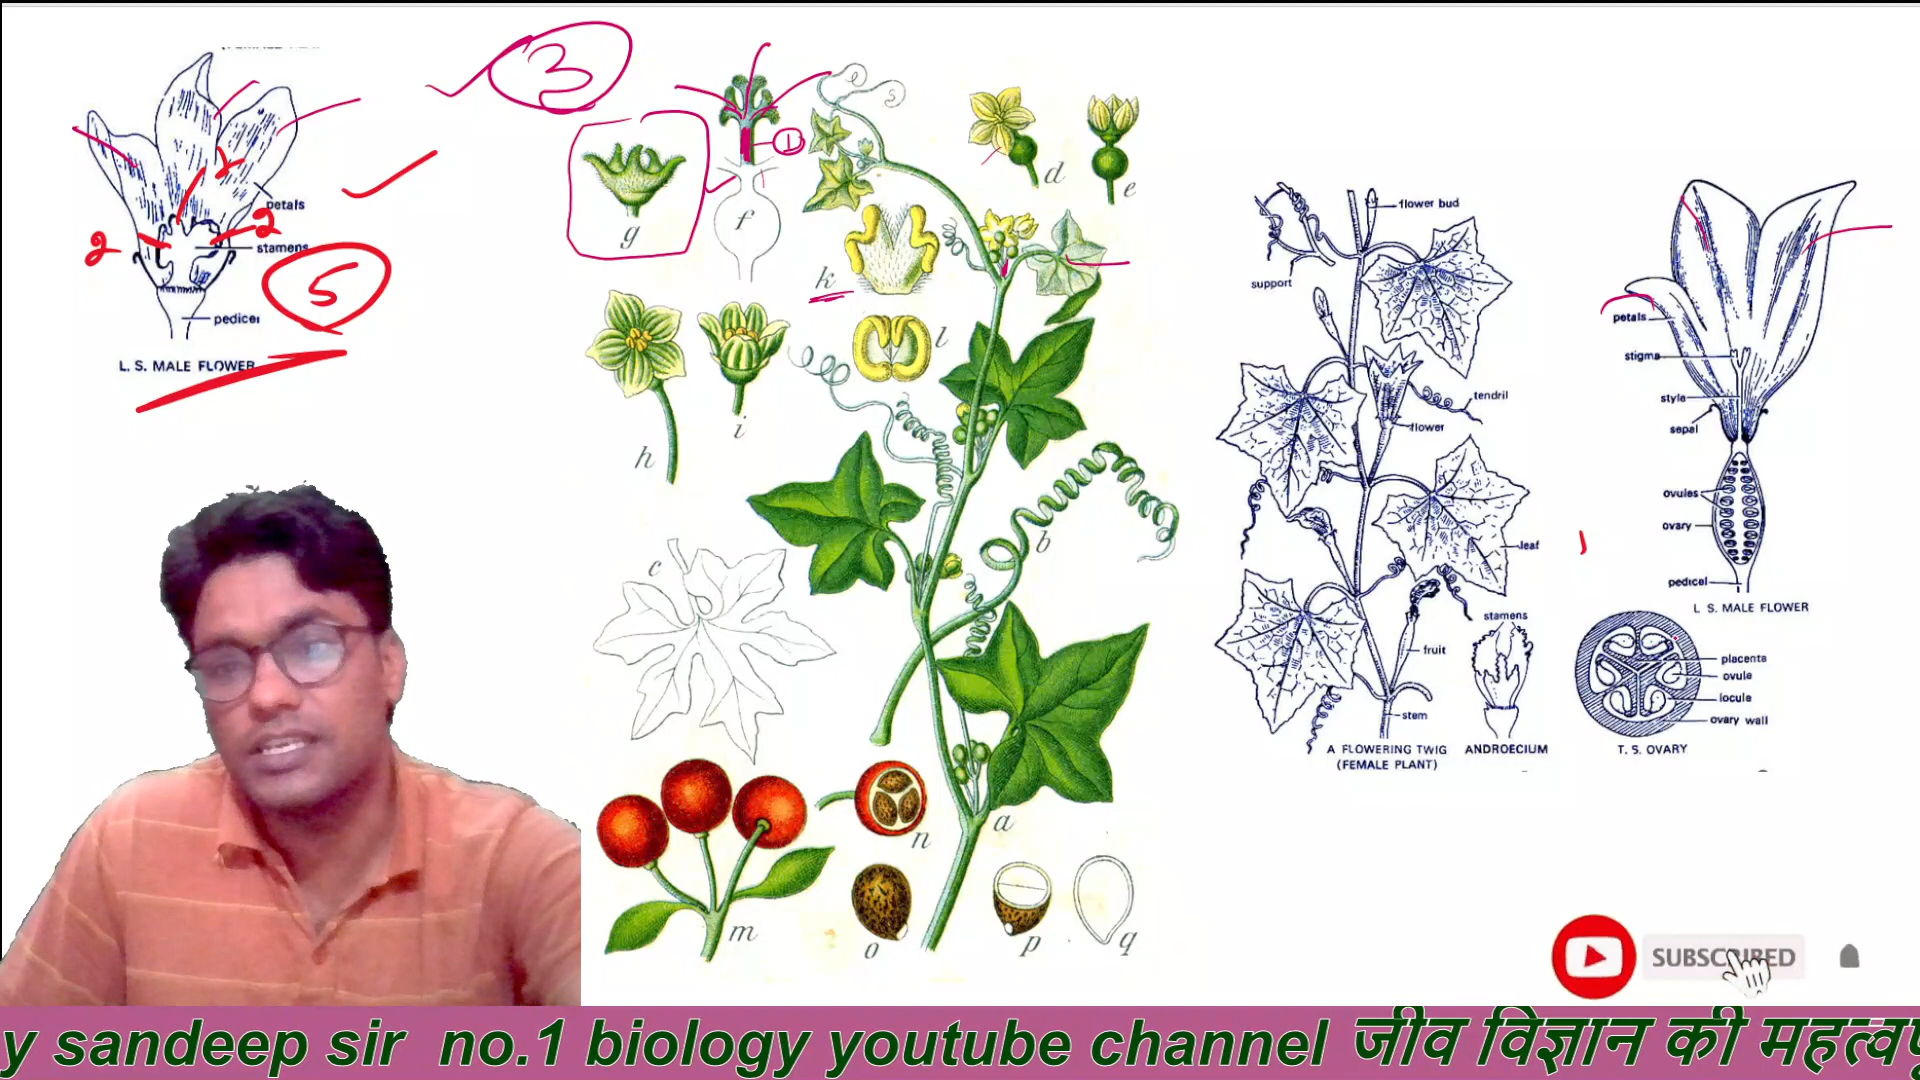 3
1
2
2
2
petals
stamens
5
pedicel
L. S. MALE FLOWER
g
f
d
e
k
l
h
i
c
b
a
m
n
o
p
q
flower bud
support
tendril
flower
leaf
stamens
fruit
stem
A FLOWERING TWIG
(FEMALE PLANT)
ANDROECIUM
petals
stigma
style
sepal
ovules
ovary
pedicel
L S. MALE FLOWER
placenta
ovule
locule
ovary wall
T. S. OVARY
SUBSCRIBED
y sandeep sir no.1 biology youtube channel जीव विज्ञान की